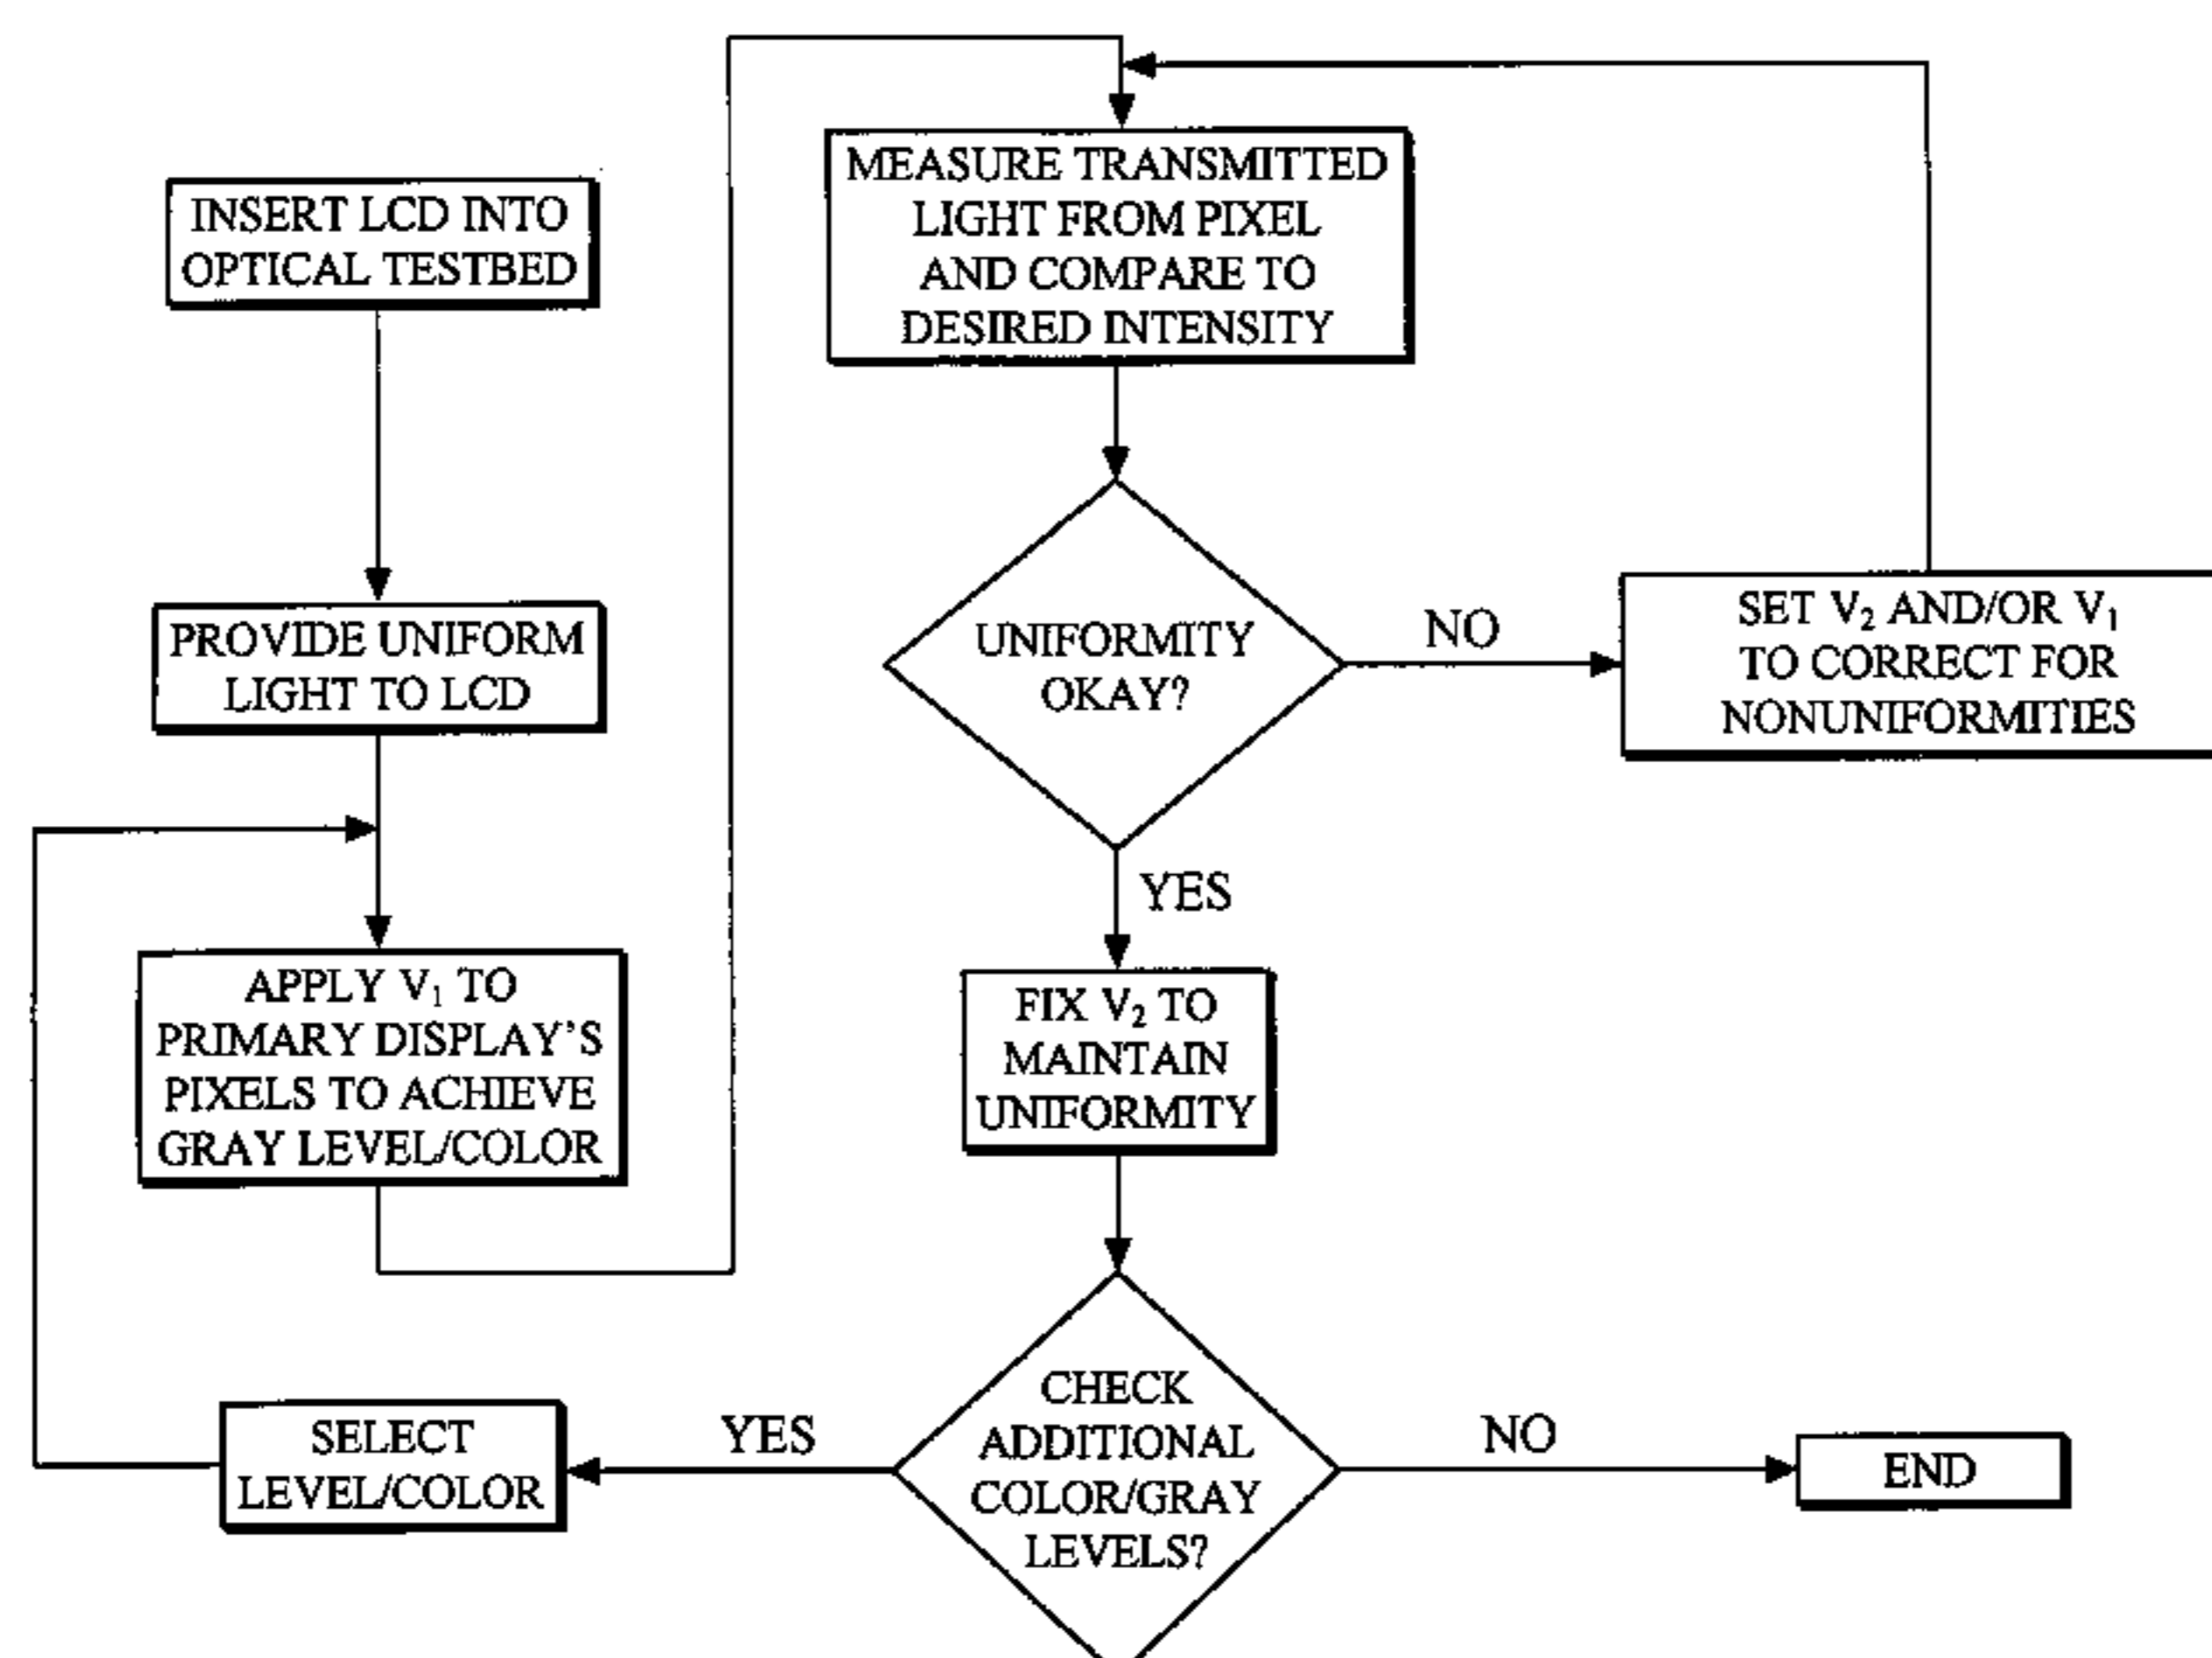 INSERT LCD INTO
OPTICAL TESTBED
PROVIDE UNIFORM
LIGHT TO LCD
APPLY V₁ TO
PRIMARY DISPLAY'S
PIXELS TO ACHIEVE
GRAY LEVEL/COLOR
MEASURE TRANSMITTED
LIGHT FROM PIXEL
AND COMPARE TO
DESIRED INTENSITY
UNIFORMITY
OKAY?
NO
SET V₂ AND/OR V₁
TO CORRECT FOR
NONUNIFORMITIES
YES
FIX V₂ TO
MAINTAIN
UNIFORMITY
CHECK
ADDITIONAL
COLOR/GRAY
LEVELS?
YES
SELECT
LEVEL/COLOR
NO
END